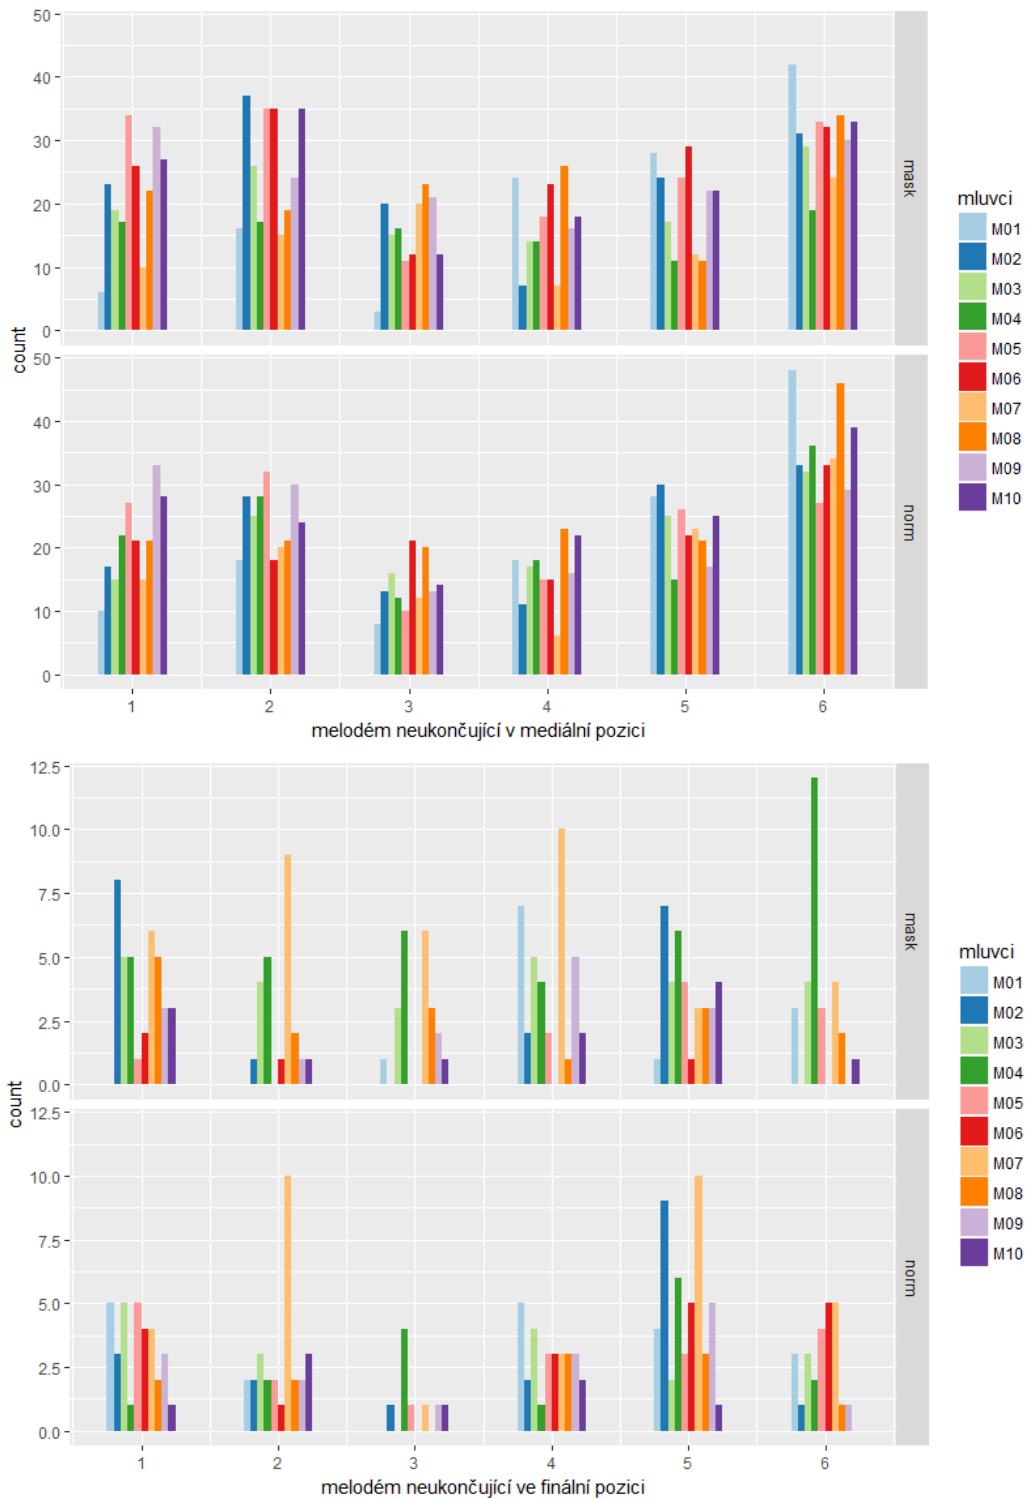 50
40
30
20
10
0
mask
50
40
30
20
10
0
norm
count
1 2 3 4 5 6
melodém neukončující v mediální pozici
mluvci
M01
M02
M03
M04
M05
M06
M07
M08
M09
M10
12.5
10.0
7.5
5.0
2.5
0.0
mask
12.5
10.0
7.5
5.0
2.5
0.0
norm
count
1 2 3 4 5 6
melodém neukončující ve finální pozici
mluvci
M01
M02
M03
M04
M05
M06
M07
M08
M09
M10